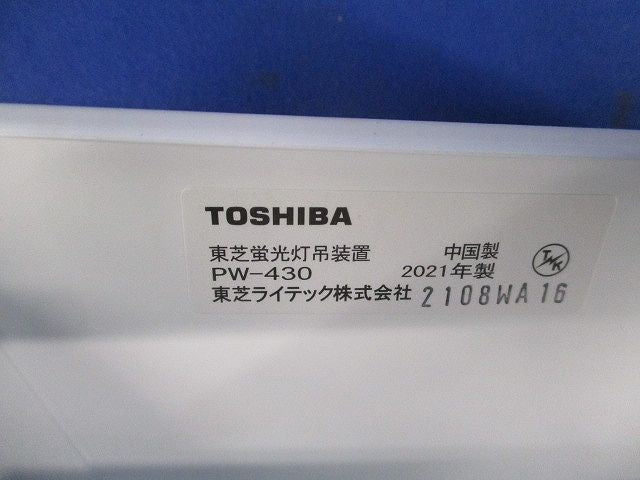 TOSHIBA
東芝蛍光灯吊装置 中国製
PW-430 2021年製
東芝ライテック株式会社 2108WA16